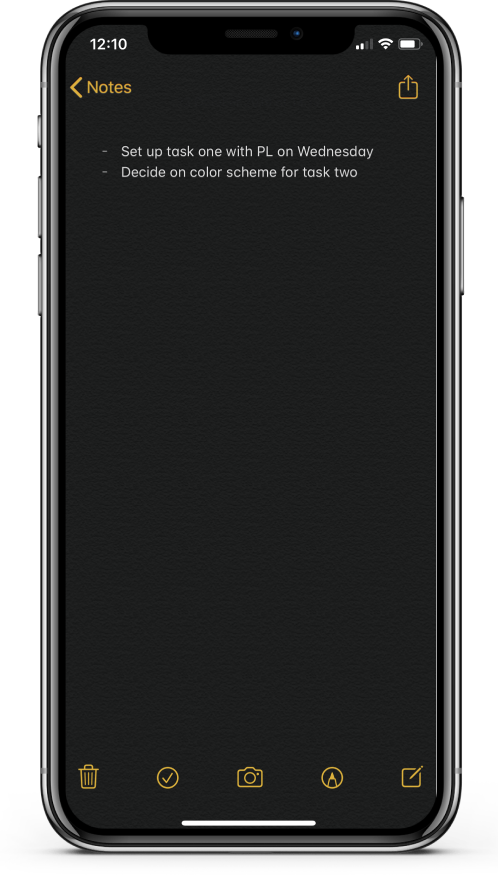 12:10
Notes
- Set up task one with PL on Wednesday
- Decide on color scheme for task two